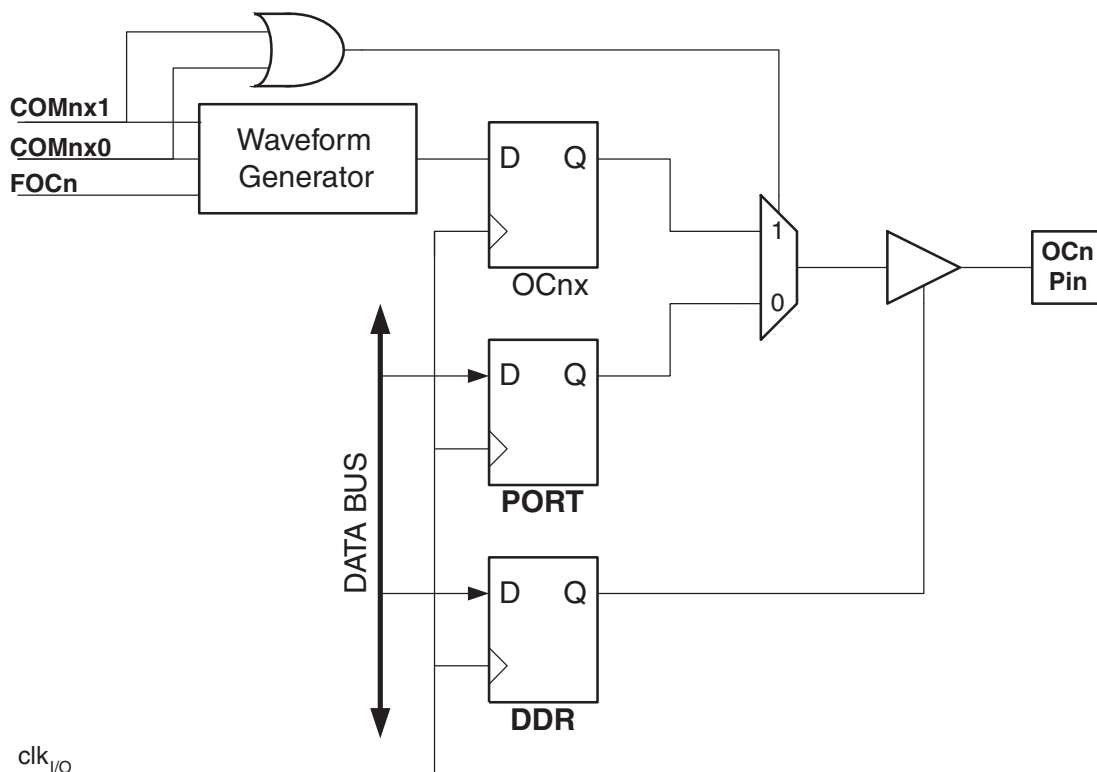 COMnx1
COMnx0
FOCn
Waveform
Generator
D Q
OCnx
1
0
OCn
Pin
D Q
PORT
DATA BUS
D Q
DDR
clkI/O